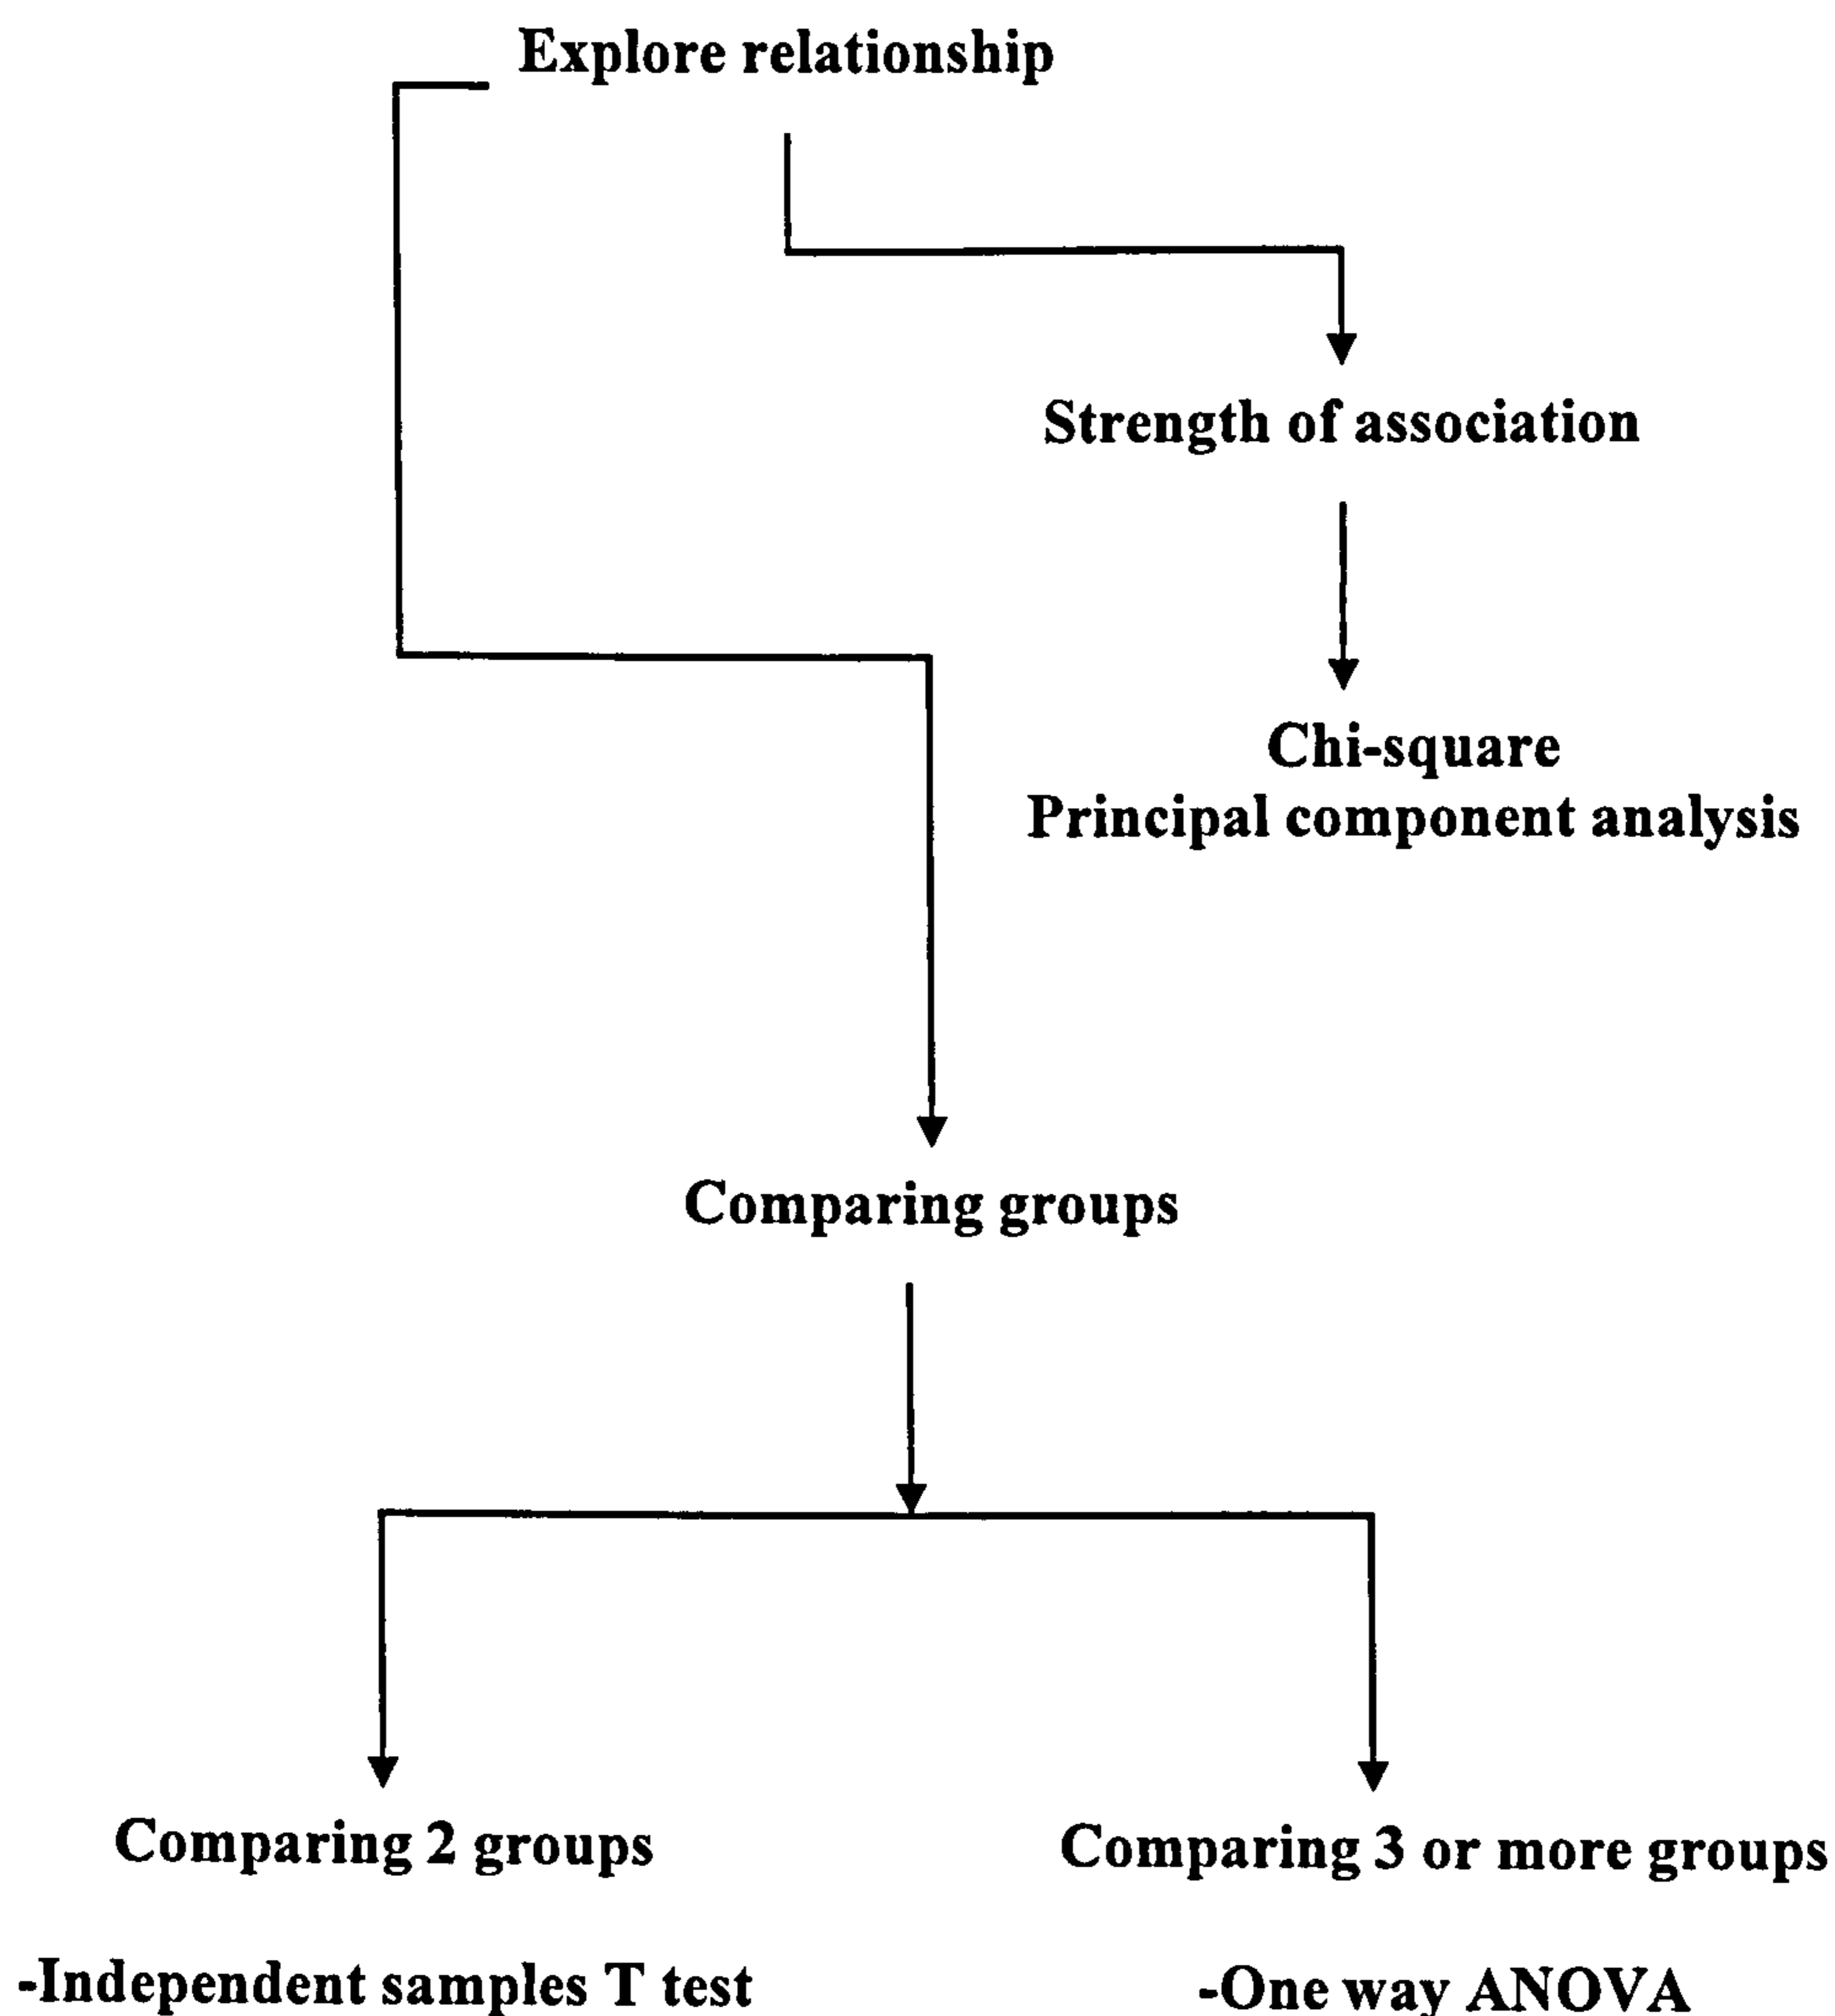 Explore relationship
Strength of association
Chi-square
Principal component analysis
Comparing groups
Comparing 2 groups
Comparing 3 or more groups
-Independent samples T test
-One way ANOVA